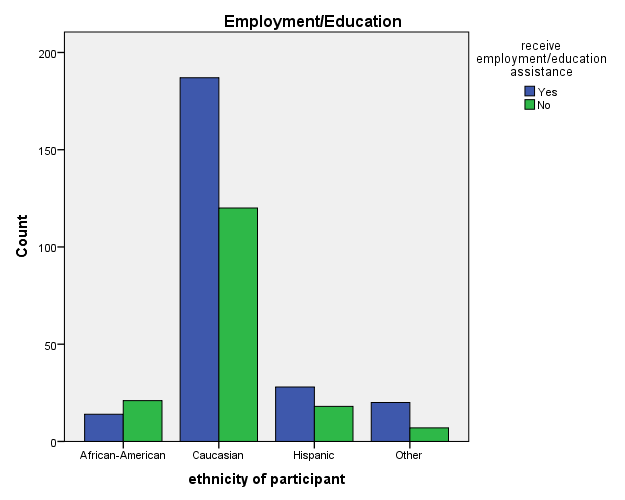 Employment/Education
receive
employment/education
assistance
Yes
No
200
150
100
50
0
Count
African-American
Caucasian
Hispanic
Other
ethnicity of participant